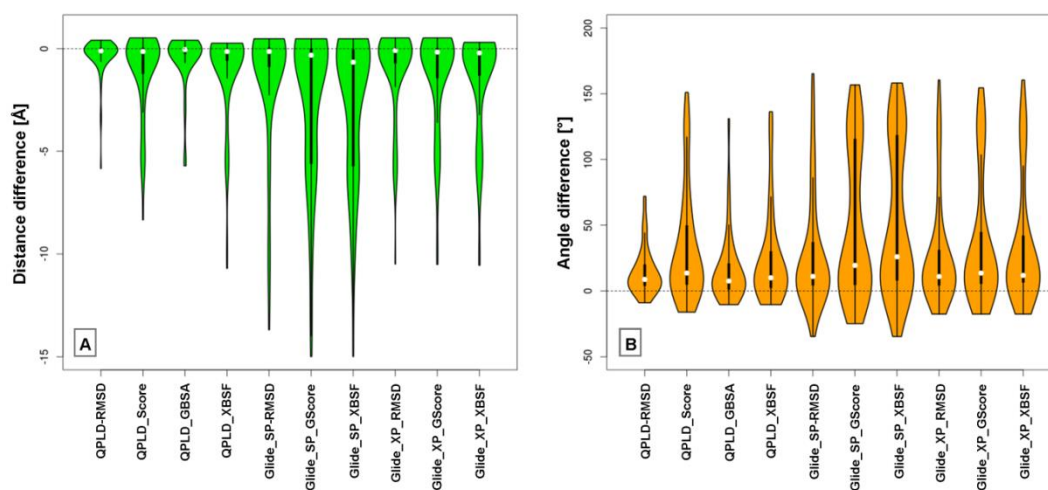 Distance difference [Å]
0
-5
-10
-15
A
QPLD-RMSD
QPLD_Score
QPLD_GBSA
QPLD_XBSF
Glide_SP-RMSD
Glide_SP_GScore
Glide_SP_XBSF
Glide_XP_RMSD
Glide_XP_GScore
Glide_XP_XBSF
Angle difference [°]
200
150
100
50
0
-50
B
QPLD-RMSD
QPLD_Score
QPLD_GBSA
QPLD_XBSF
Glide_SP-RMSD
Glide_SP_GScore
Glide_SP_XBSF
Glide_XP_RMSD
Glide_XP_GScore
Glide_XP_XBSF